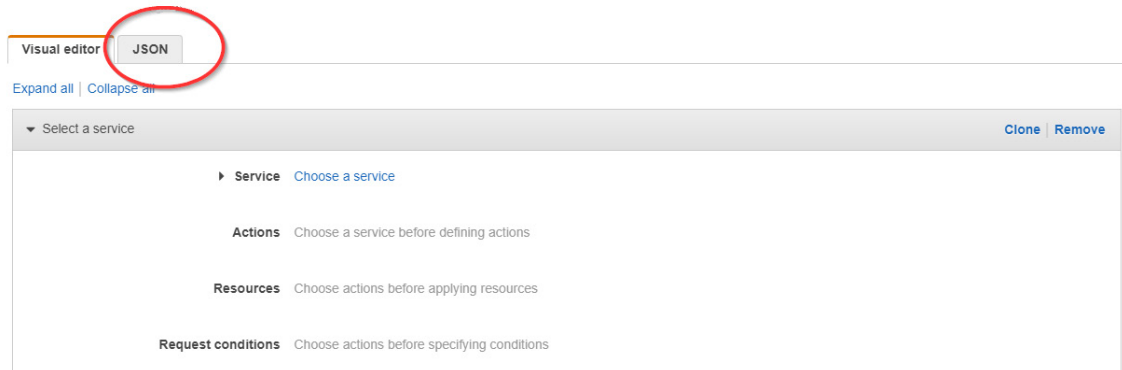 Visual editor JSON
Expand all | Collapse all
Select a service Clone | Remove
Service Choose a service
Actions Choose a service before defining actions
Resources Choose actions before applying resources
Request conditions Choose actions before specifying conditions